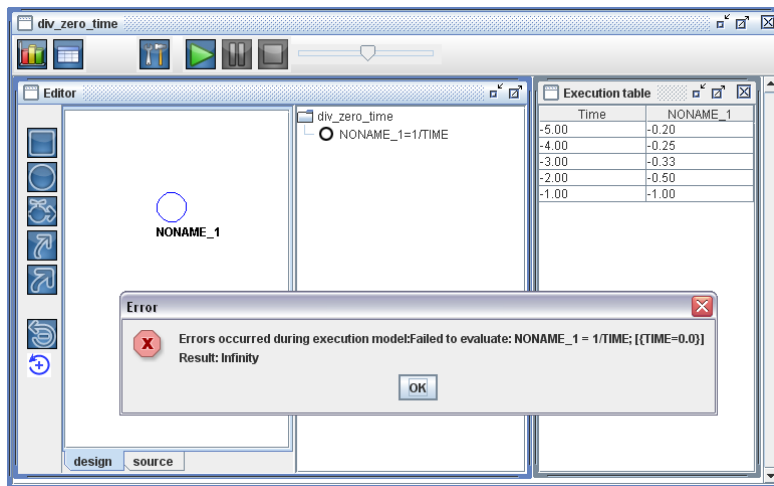 div_zero_time
Editor
div_zero_time
NONAME_1=1/TIME
NONAME_1
design source
Execution table
Time NONAME_1
-5.00 -0.20
-4.00 -0.25
-3.00 -0.33
-2.00 -0.50
-1.00 -1.00
Error
Errors occurred during execution model:Failed to evaluate: NONAME_1 = 1/TIME; [{TIME=0.0}]
Result: Infinity
OK